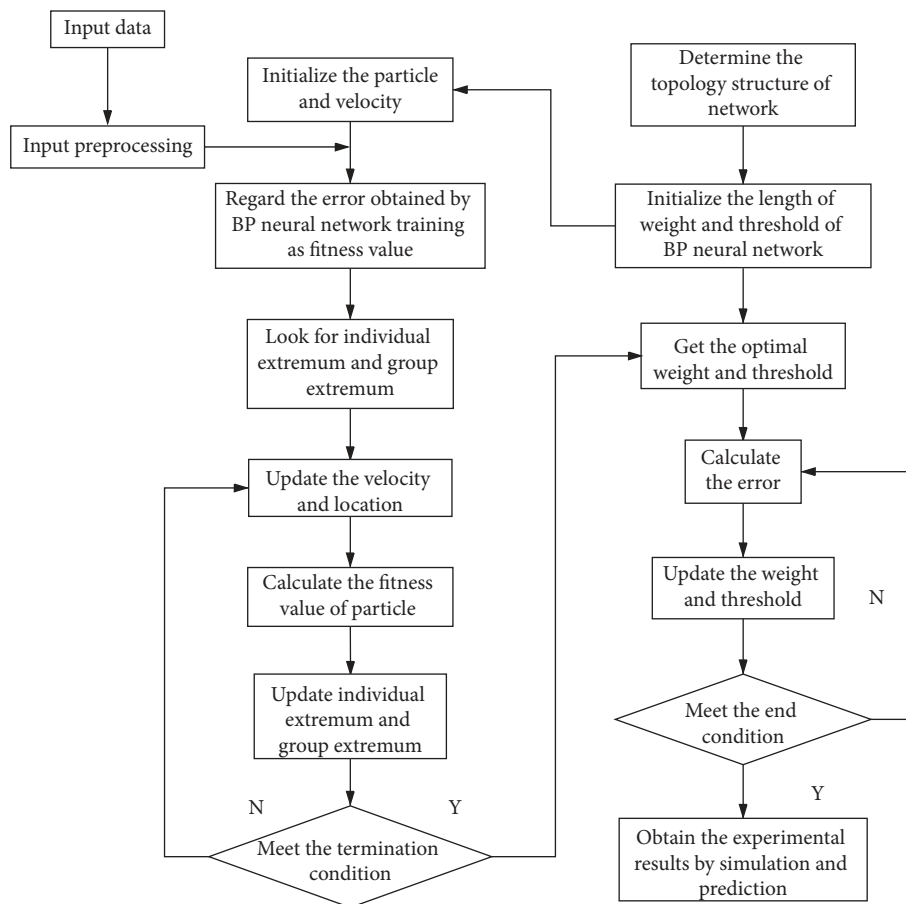 Input data
Input preprocessing
Initialize the particle
and velocity
Regard the error obtained by
BP neural network training
as fitness value
Look for individual
extremum and group
extremum
Update the velocity
and location
Calculate the fitness
value of particle
Update individual
extremum and
group extremum
N
Y
Meet the termination
condition
Determine the
topology structure of
network
Initialize the length of
weight and threshold of
BP neural network
Get the optimal
weight and threshold
Calculate
the error
Update the weight
and threshold
N
Meet the end
condition
Y
Obtain the experimental
results by simulation and
prediction